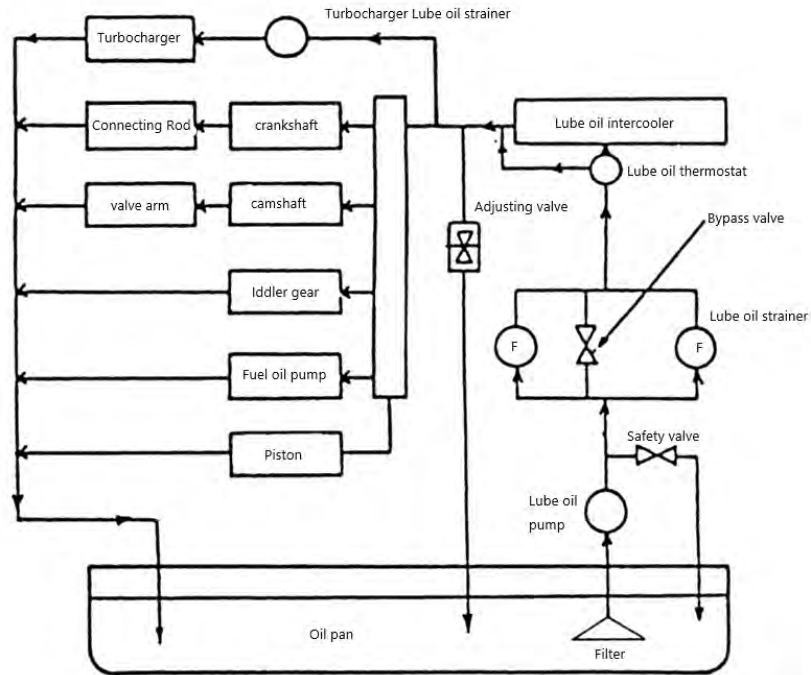 Turbocharger Lube oil strainer
Turbocharger
Connecting Rod
crankshaft
Lube oil intercooler
Lube oil thermostat
valve arm
camshaft
Adjusting valve
Bypass valve
Iddler gear
Lube oil strainer
F
F
Fuel oil pump
Safety valve
Piston
Lube oil
pump
Oil pan
Filter